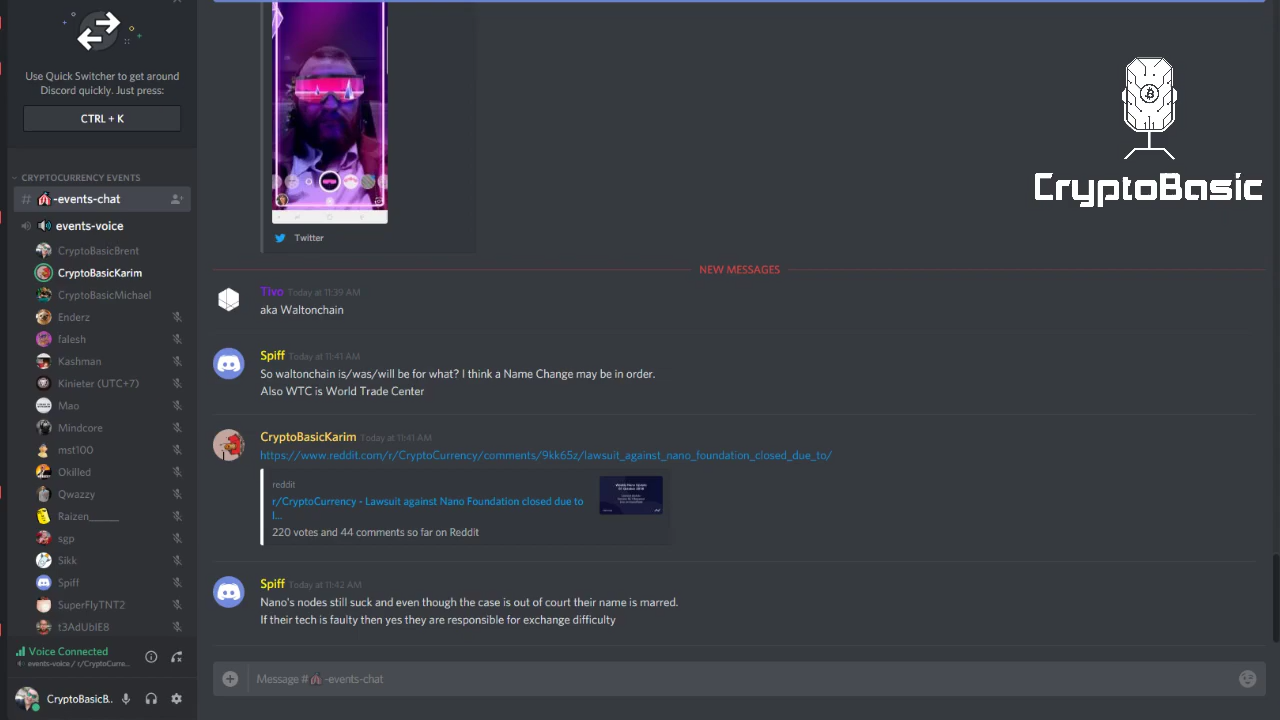 Use Quick Switcher to get around
Discord quickly. Just press:
CTRL + K
CRYPTOCURRENCY EVENTS
# -events-chat
events-voice
CryptoBasicBrent
CryptoBasicKarim
CryptoBasicMichael
Enderz
falesh
Kashman
Kinieter (UTC+7)
Mao
Mindcore
mst100
Okilled
Qwazzy
Raizen______
sgp
Sikk
Spiff
SuperFlyTNT2
t3AdUblE8
Voice Connected
events-voice / r/CryptoCurre...
CryptoBasicB..
Twitter
NEW MESSAGES
Tivo Today at 11:39 AM
aka Waltonchain
Spiff Today at 11:41 AM
So waltonchain is/was/will be for what? I think a Name Change may be in order.
Also WTC is World Trade Center
CryptoBasicKarim Today at 11:41 AM
https://www.reddit.com/r/CryptoCurrency/comments/9kk65z/lawsuit_against_nano_foundation_closed_due_to/
reddit
r/CryptoCurrency - Lawsuit against Nano Foundation closed due to
l...
220 votes and 44 comments so far on Reddit
Spiff Today at 11:42 AM
Nano's nodes still suck and even though the case is out of court their name is marred.
If their tech is faulty then yes they are responsible for exchange difficulty
Message # -events-chat
CryptoBasic